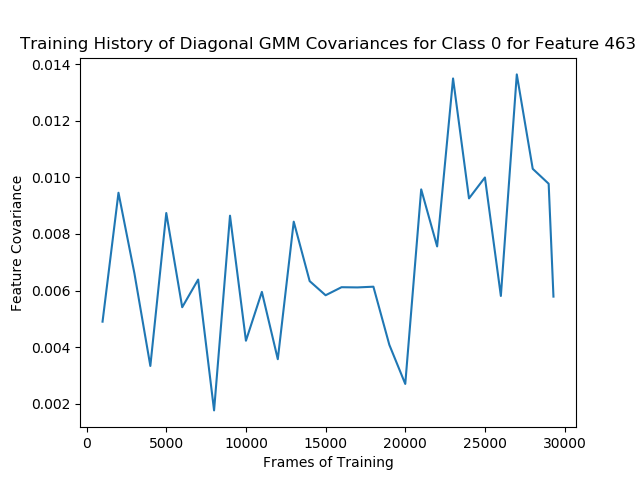 Training History of Diagonal GMM Covariances for Class 0 for Feature 463
0.014
0.012
0.010
0.008
0.006
0.004
0.002
Feature Covariance
0 5000 10000 15000 20000 25000 30000
Frames of Training